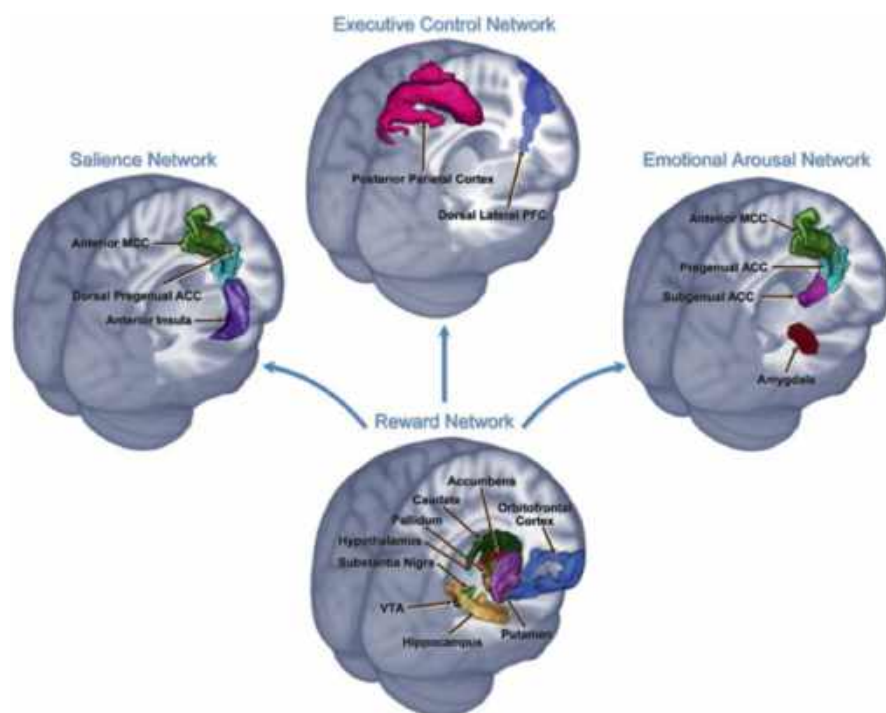 Executive Control Network
Posterior Parietal Cortex
Dorsal Lateral PFC
Salience Network
Anterior MCC
Dorsal Pregenual ACC
Anterior Insula
Emotional Arousal Network
Anterior MCC
Pregenual ACC
Subgenual ACC
Amygdala
Reward Network
Accumbens
Caudate
Orbitofrontal
Cortex
Pallidum
Hypothalamus
Substantia Nigra
VTA
Putamen
Hippocampus